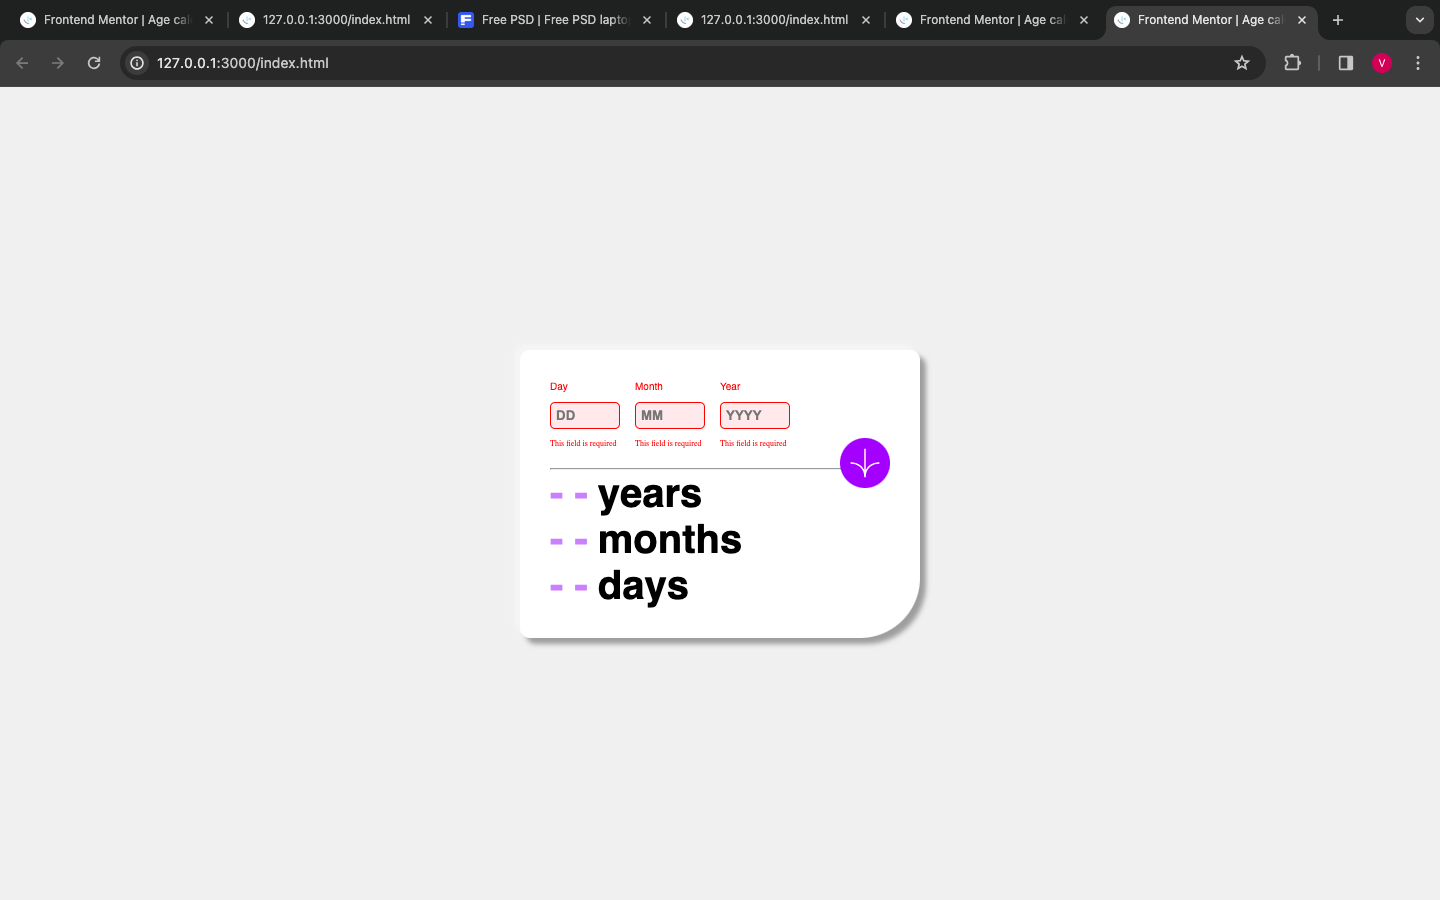 Frontend Mentor | Age cal
127.0.0.1:3000/index.html
Free PSD | Free PSD lapto
127.0.0.1:3000/index.html
Frontend Mentor | Age cal
Frontend Mentor | Age cal
127.0.0.1:3000/index.html
V
Day Month Year
DD MM YYYY
This field is required This field is required This field is required
- - years
- - months
- - days